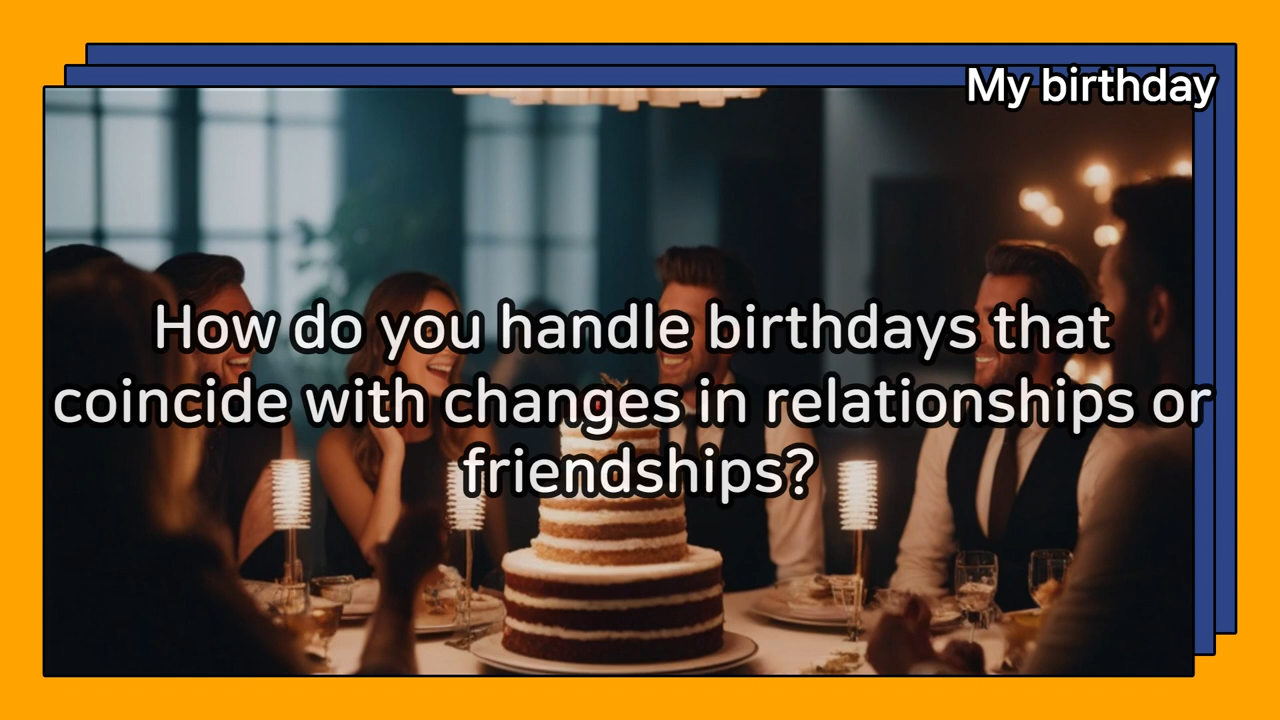 My birthday
How do you handle birthdays that
coincide with changes in relationships or
friendships?